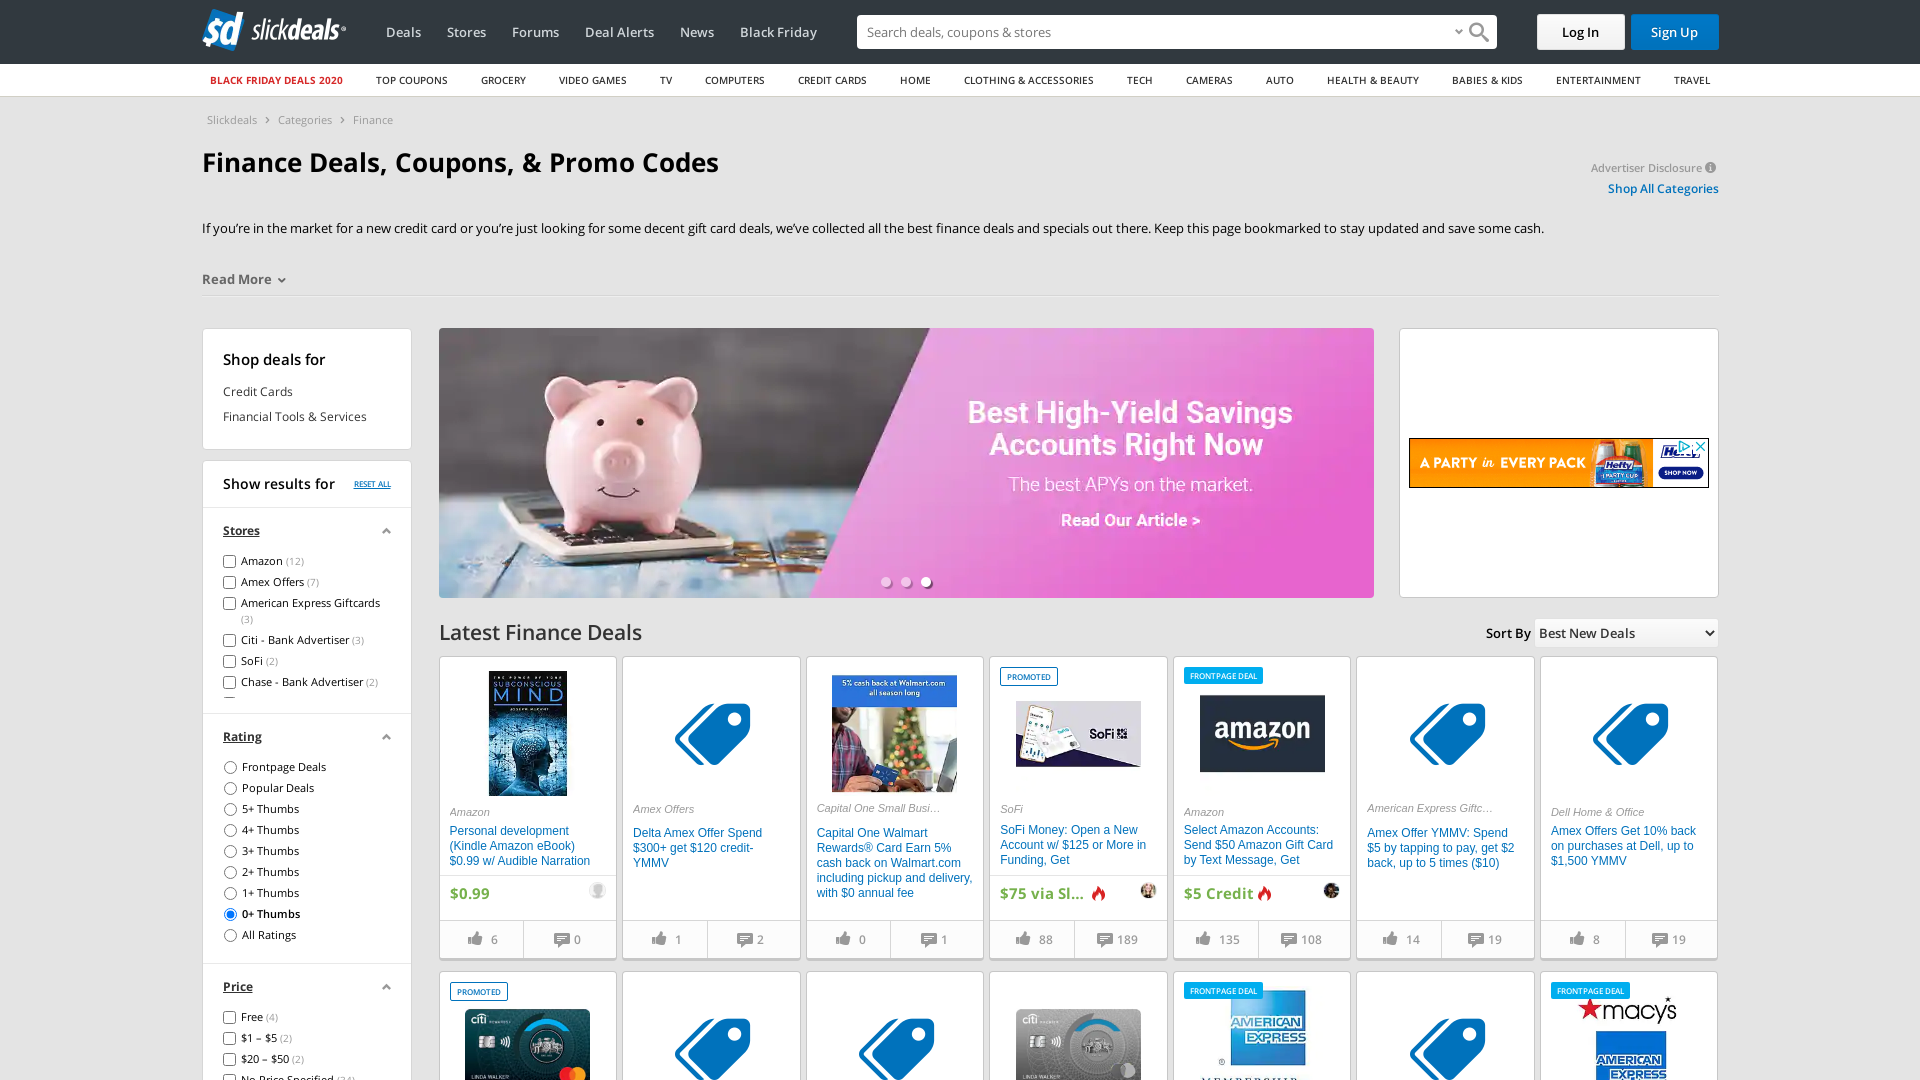 sd slickdeals
Deals
Stores
Forums
Deal Alerts
News
Black Friday
Search deals, coupons & stores
Log In
Sign Up
BLACK FRIDAY DEALS 2020
TOP COUPONS
GROCERY
VIDEO GAMES
TV
COMPUTERS
CREDIT CARDS
HOME
CLOTHING & ACCESSORIES
TECH
CAMERAS
AUTO
HEALTH & BEAUTY
BABIES & KIDS
ENTERTAINMENT
TRAVEL
Slickdeals > Categories > Finance
Finance Deals, Coupons, & Promo Codes
Advertiser Disclosure
Shop All Categories
If you’re in the market for a new credit card or you’re just looking for some decent gift card deals, we’ve collected all the best finance deals and specials out there. Keep this page bookmarked to stay updated and save some cash.
Read More
Shop deals for
Credit Cards
Financial Tools & Services
Show results for
RESET ALL
Stores
Amazon (12)
Amex Offers (7)
American Express Giftcards
(3)
Citi - Bank Advertiser (3)
SoFi (2)
Chase - Bank Advertiser (2)
Rating
Frontpage Deals
Popular Deals
5+ Thumbs
4+ Thumbs
3+ Thumbs
2+ Thumbs
1+ Thumbs
0+ Thumbs
All Ratings
Price
Free (4)
$1 – $5 (2)
$20 – $50 (2)
No Price Specified (24)
Best High-Yield Savings
Accounts Right Now
The best APYs on the market.
Read Our Article >
A PARTY in EVERY PACK
Hefty
SHOP NOW
Latest Finance Deals
Sort By
Best New Deals
THE POWER OF YOUR
SUBCONSCIOUS
MIND
JOSEPH MURPHY
Amazon
Personal development
(Kindle Amazon eBook)
$0.99 w/ Audible Narration
$0.99
6
0
Amex Offers
Delta Amex Offer Spend
$300+ get $120 credit-
YMMV
1
2
5% cash back at Walmart.com
all season long
Capital One Small Busi…
Capital One Walmart
Rewards® Card Earn 5%
cash back on Walmart.com
including pickup and delivery,
with $0 annual fee
0
1
PROMOTED
SoFi
SoFi
SoFi Money: Open a New
Account w/ $125 or More in
Funding, Get
$75 via Sl...
88
189
FRONTPAGE DEAL
amazon
Amazon
Select Amazon Accounts:
Send $50 Amazon Gift Card
by Text Message, Get
$5 Credit
135
108
American Express Giftc…
Amex Offer YMMV: Spend
$5 by tapping to pay, get $2
back, up to 5 times ($10)
14
19
Dell Home & Office
Amex Offers Get 10% back
on purchases at Dell, up to
$1,500 YMMV
8
19
PROMOTED
citi
LINDA WALKER
citi
LINDA WALKER
FRONTPAGE DEAL
AMERICAN
EXPRESS
MEMBERSHIP
FRONTPAGE DEAL
macy's
AMERICAN
EXPRESS